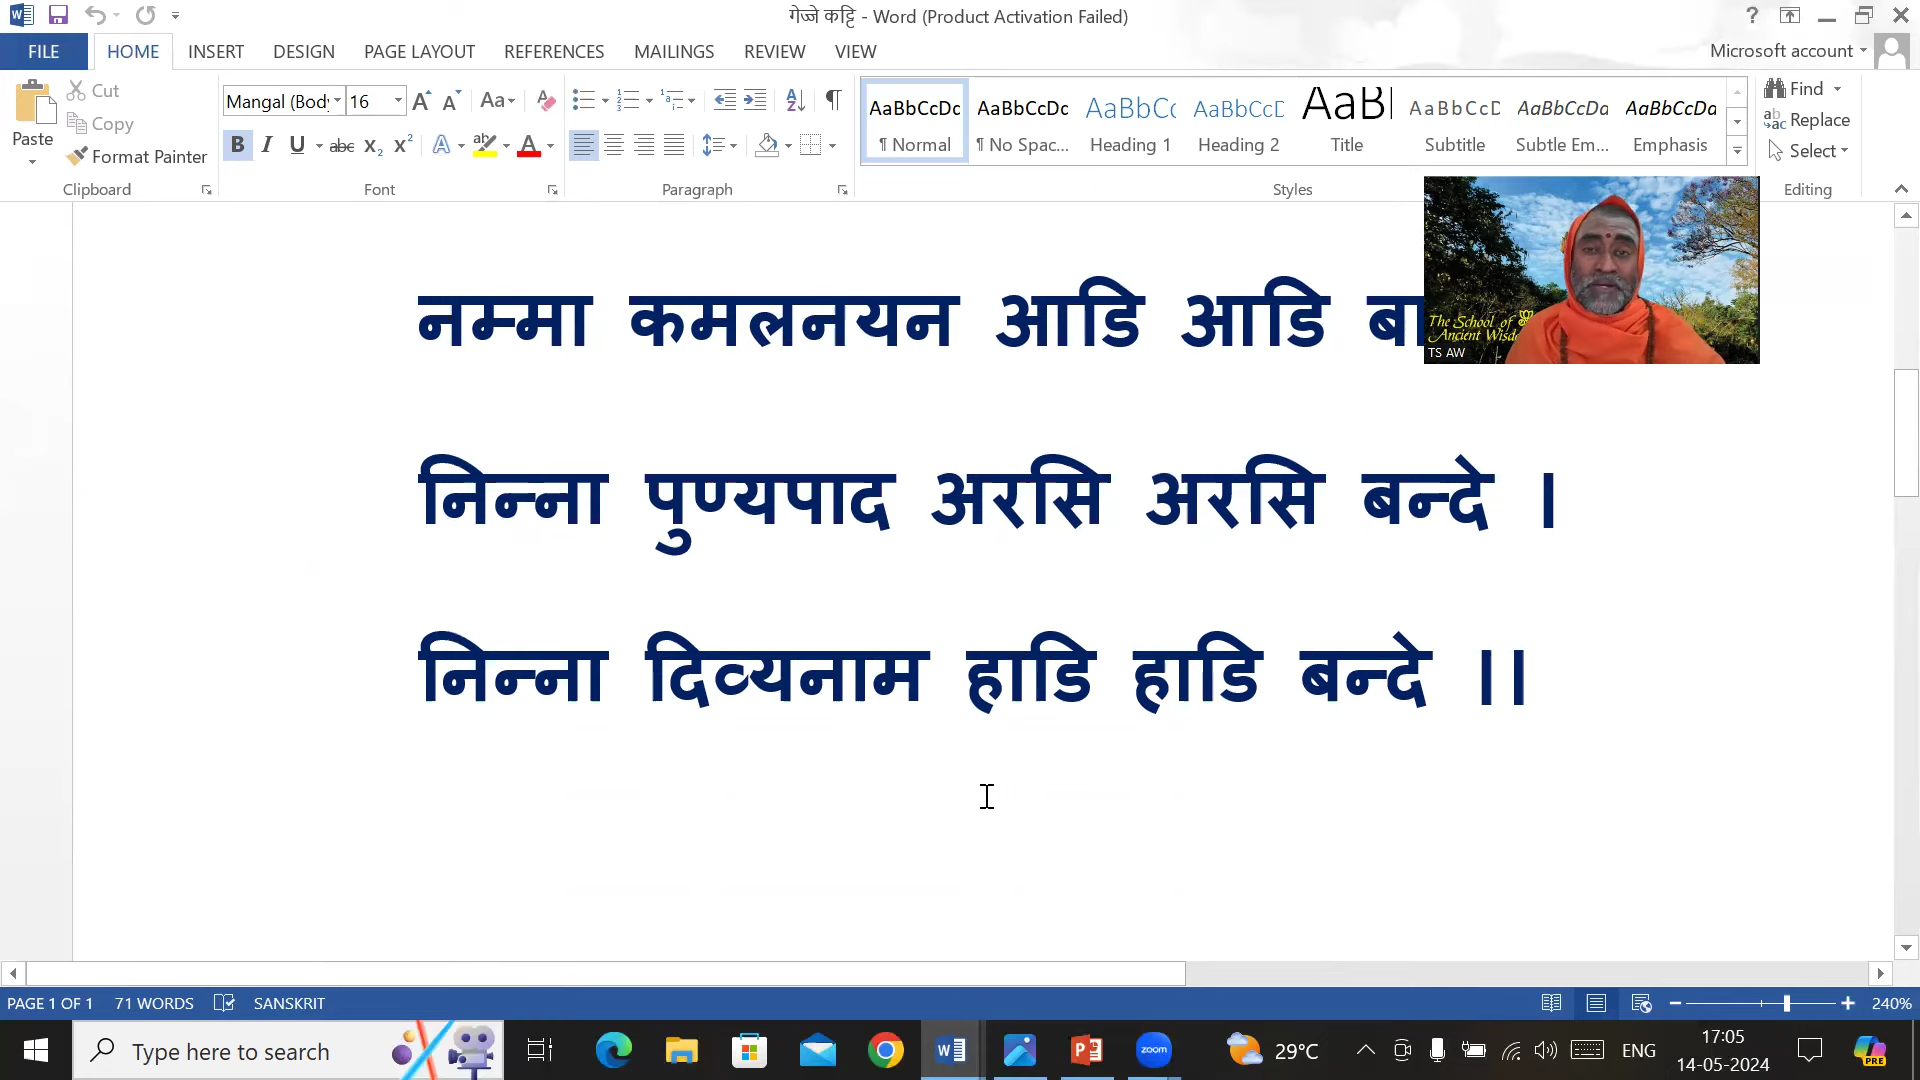 गेज्जे कट्टि - Word (Product Activation Failed)
FILE HOME INSERT DESIGN PAGE LAYOUT REFERENCES MAILINGS REVIEW VIEW Microsoft account
Paste Cut Copy Format Painter
Mangal (Body 16
AaBbCcDc AaBbCcDc AaBbCc AaBbCcD AaBl AaBbCcD AaBbCcDa AaBbCcDa
¶ Normal ¶ No Spac... Heading 1 Heading 2 Title Subtitle Subtle Em... Emphasis
Find Replace Select
Clipboard Font Paragraph Styles Editing
नम्मा कमलनयन आडि आडि
The School of
Ancient
TS AW
निन्ना पुण्यपाद अरसि अरसि बन्दे ।
निन्ना दिव्यनाम हाडि हाडि बन्दे ।।
PAGE 1 OF 1 71 WORDS SANSKRIT 240%
Type here to search zoom 29°C ENG 17:05
14-05-2024
PRE